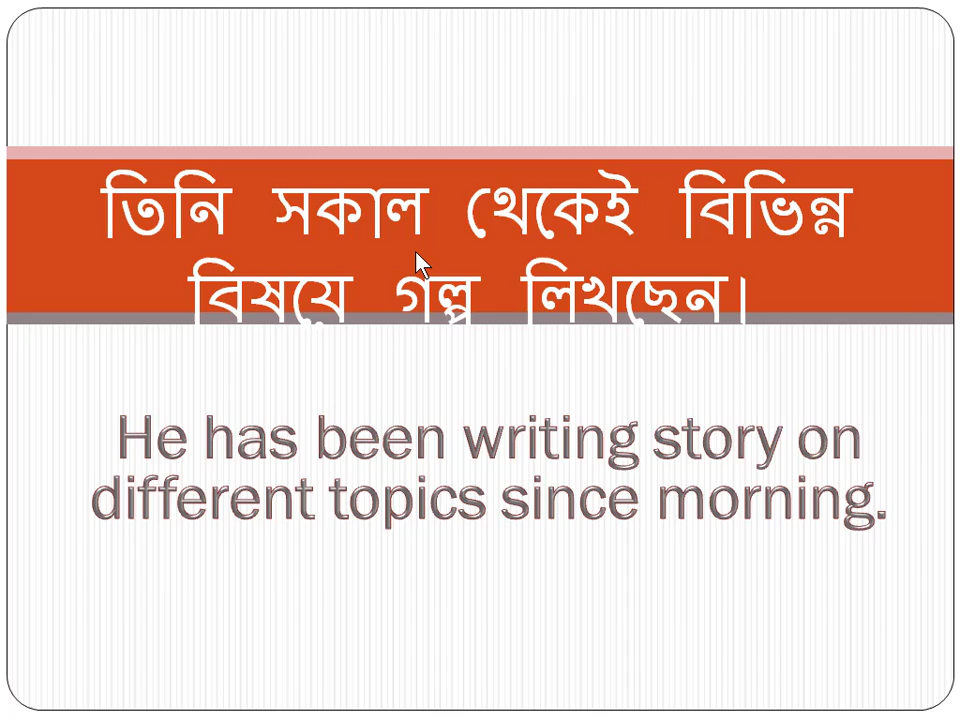 তিনি সকাল থেকেই বিভিন্ন
বিষয়ে গল্প লিখছেন।
He has been writing story on
different topics since morning.